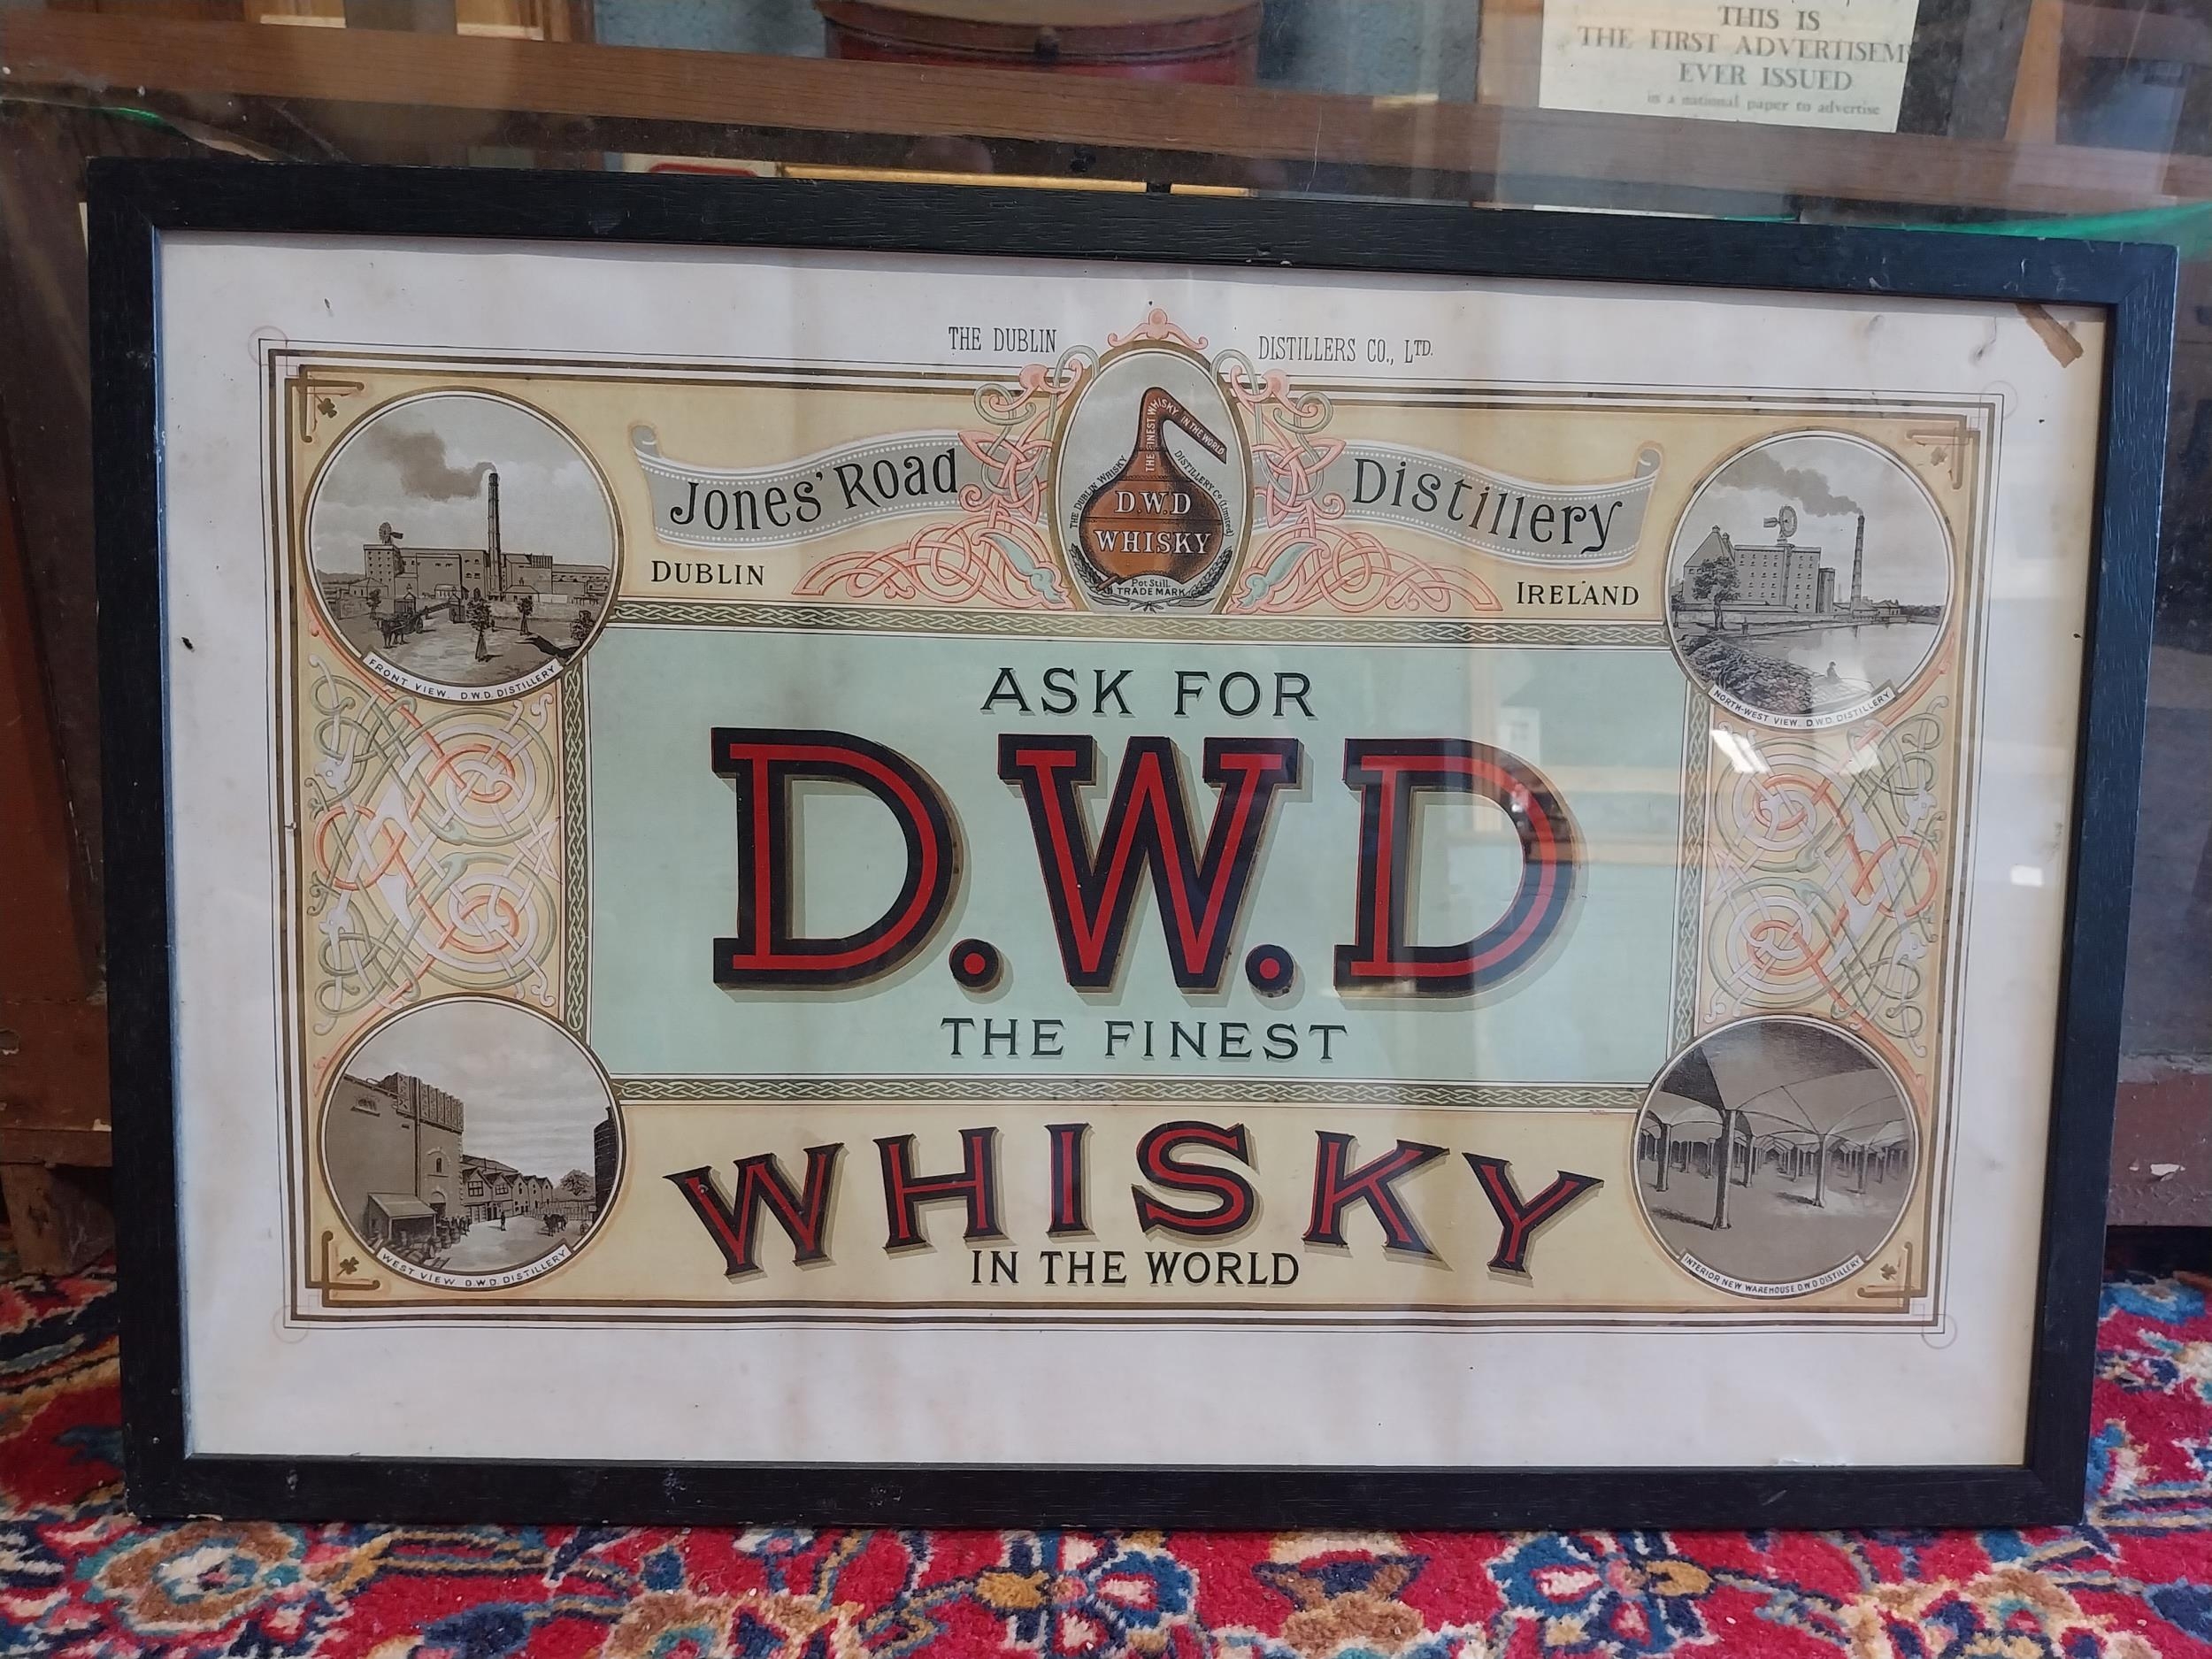 THIS IS
THE FIRST ADVERTISEM
EVER ISSUED
in a national paper to advertise
THE DUBLIN DISTILLERS CO., LTD.
Jones' Road Distillery
DUBLIN IRELAND
THE FINEST WHISKY IN THE WORLD
THE DUBLIN WHISKY DISTILLERY Co (Limited)
D.W.D
WHISKY
Pot Still
TRADE MARK
FRONT VIEW. D.W.D. DISTILLERY
NORTH-WEST VIEW. D.W.D. DISTILLERY
ASK FOR
D.W.D
THE FINEST
WHISKY
IN THE WORLD
WEST VIEW D.W.D. DISTILLERY
INTERIOR NEW WAREHOUSE D.W.D DISTILLERY